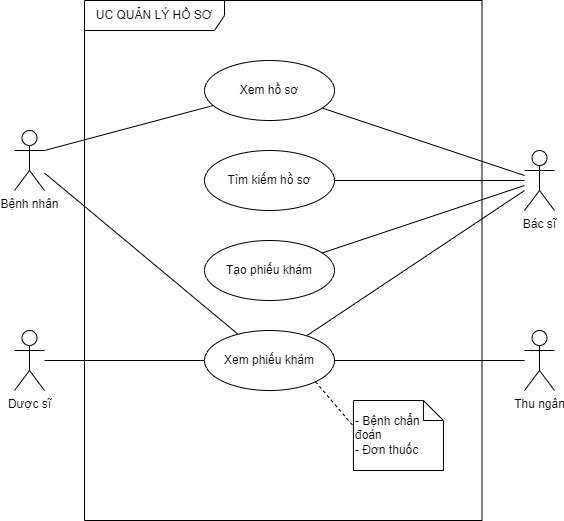 UC QUẢN LÝ HỒ SƠ
Xem hồ sơ
Tìm kiếm hồ sơ
Bệnh nhân
Bác sĩ
Tạo phiếu khám
Xem phiếu khám
Dược sĩ
Thu ngân
- Bệnh chẩn
đoán
- Đơn thuốc